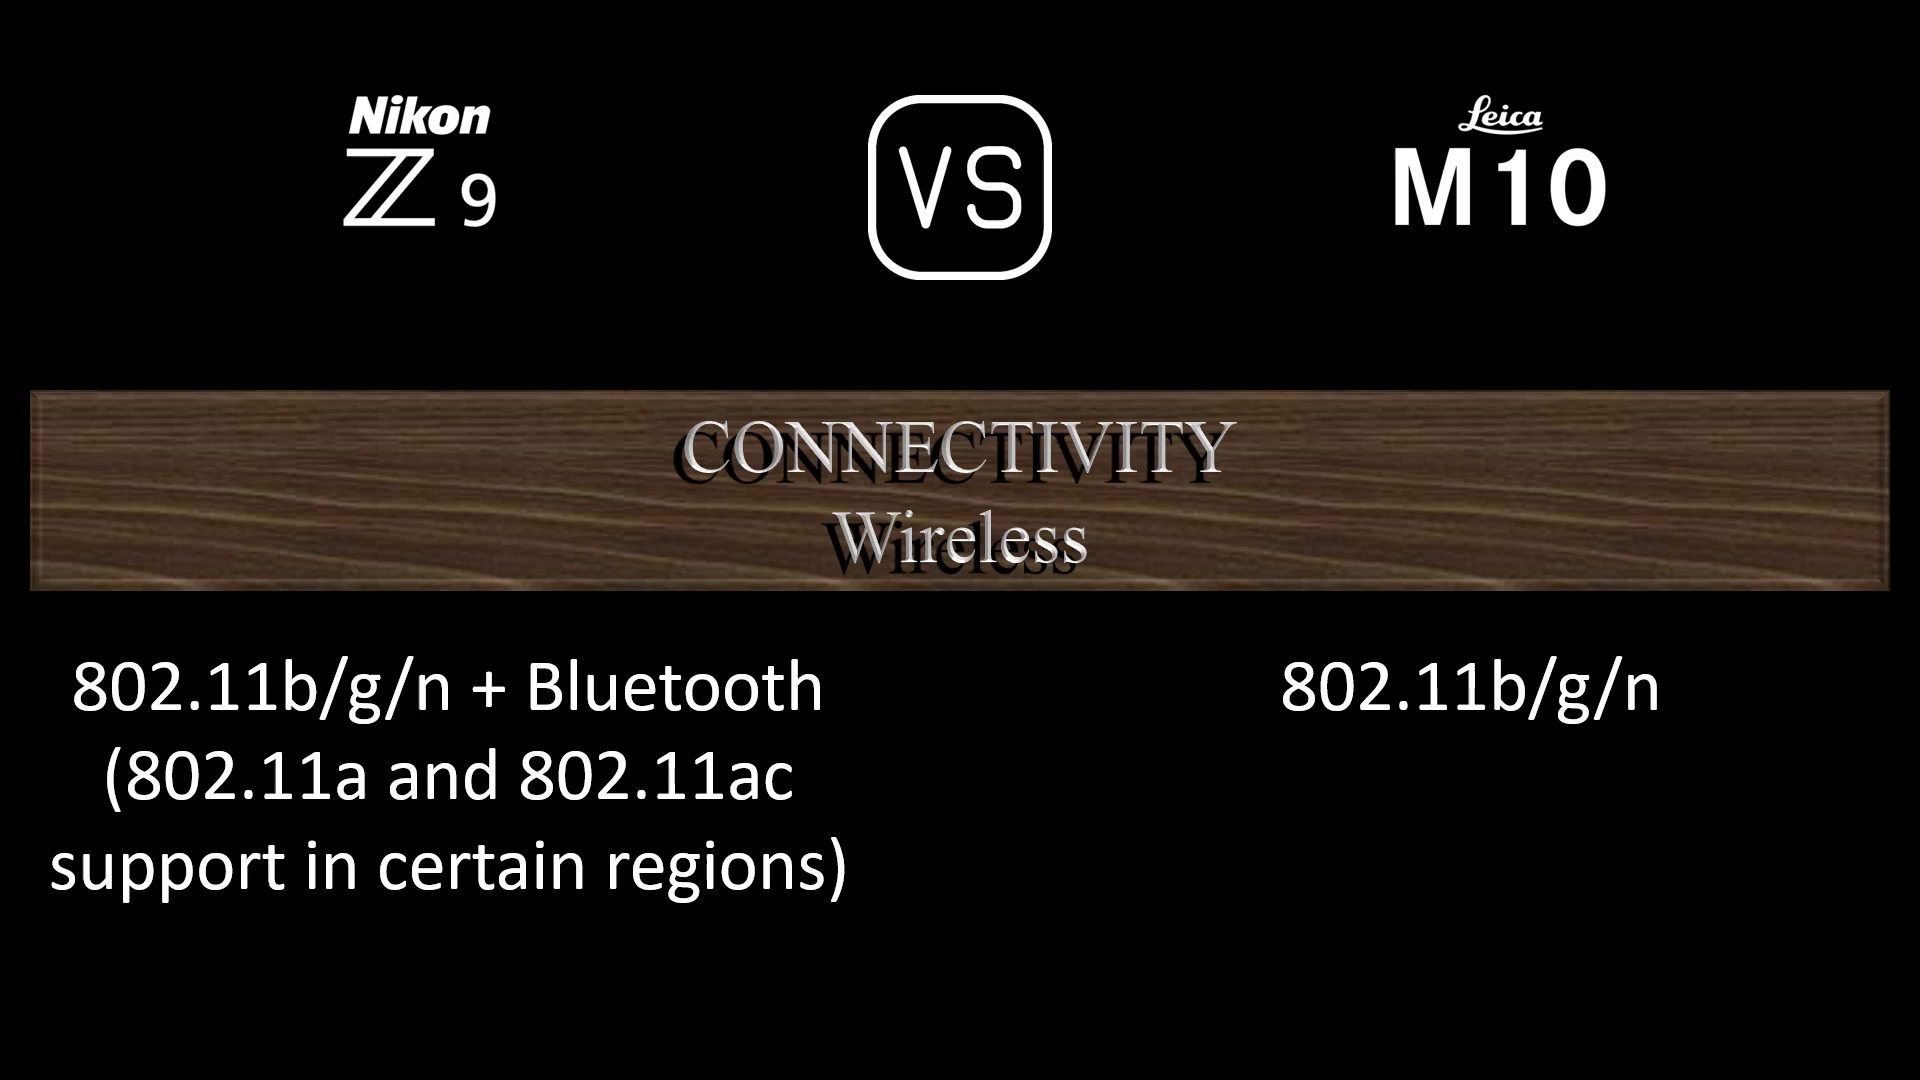 Nikon
Z 9
VS
Leica
M10
CONNECTIVITY
Wireless
802.11b/g/n + Bluetooth
(802.11a and 802.11ac
support in certain regions)
802.11b/g/n